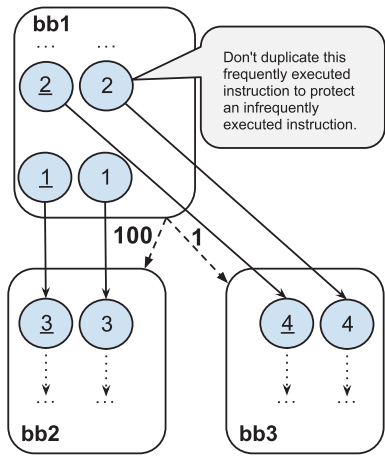 bb1
... ...
2 2
Don't duplicate this
frequently executed
instruction to protect
an infrequently
executed instruction.
1 1
100 1
3 3
4 4
... ...
... ...
bb2
bb3